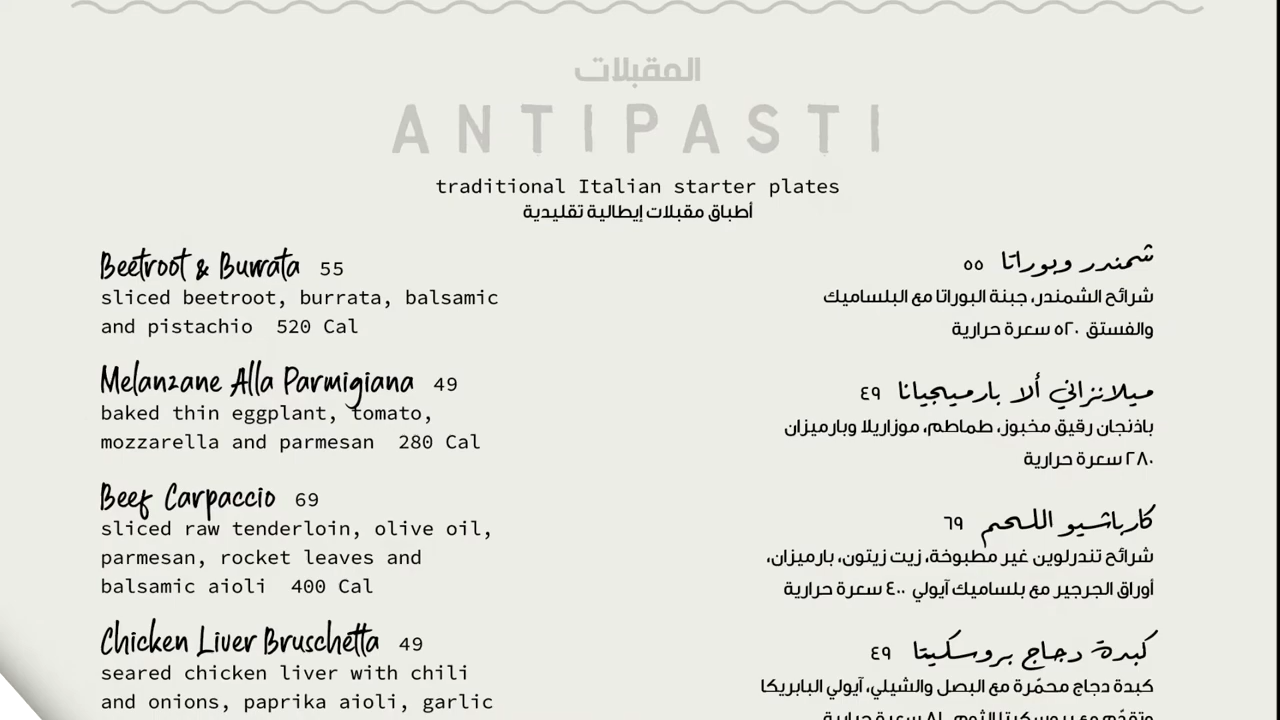 المقبلات
ANTIPASTI
traditional Italian starter plates
أطباق مقبلات إيطالية تقليدية
Beetroot & Burrata 55
sliced beetroot, burrata, balsamic
and pistachio 520 Cal
Melanzane Alla Parmigiana 49
baked thin eggplant, tomato,
mozzarella and parmesan 280 Cal
Beef Carpaccio 69
sliced raw tenderloin, olive oil,
parmesan, rocket leaves and
balsamic aioli 400 Cal
Chicken Liver Bruschetta 49
seared chicken liver with chili
and onions, paprika aioli, garlic
شمندر وبوراتا ٥٥
شرائح الشمندر، جبنة البوراتا مع البلساميك
والفستق ٥٢٠ سعرة حرارية
ميلانزاني ألا بارميجيانا ٤٩
باذنجان رقيق مخبوز، طماطم، موزاريلا وبارميزان
٢٨٠ سعرة حرارية
كارباشيو اللحم ٦٩
شرائح تندرلوين غير مطبوخة، زيت زيتون، بارميزان،
أوراق الجرجير مع بلساميك آيولي ٤٠٠ سعرة حرارية
كبدة دجاج بروسكيتا ٤٩
كبدة دجاج محمّرة مع البصل والشيلي، آيولي البابريكا